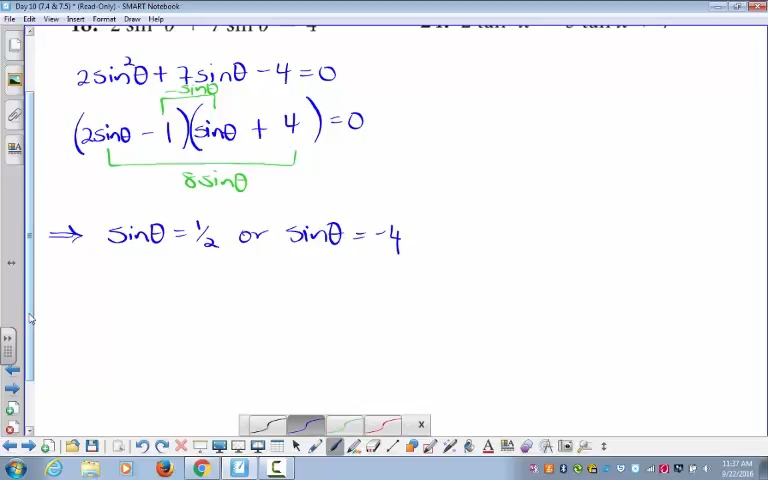 Day 10 (7.4 & 7.5) * (Read-Only) — SMART Notebook
File Edit View Insert Format Tools Draw Window Help
2sin²θ + 7sinθ - 4 = 0
-sinθ
(2sinθ - 1)(sinθ + 4) = 0
8sinθ
⇒ sinθ = 1/2 or sinθ = -4
11:37 AM
9/22/2016